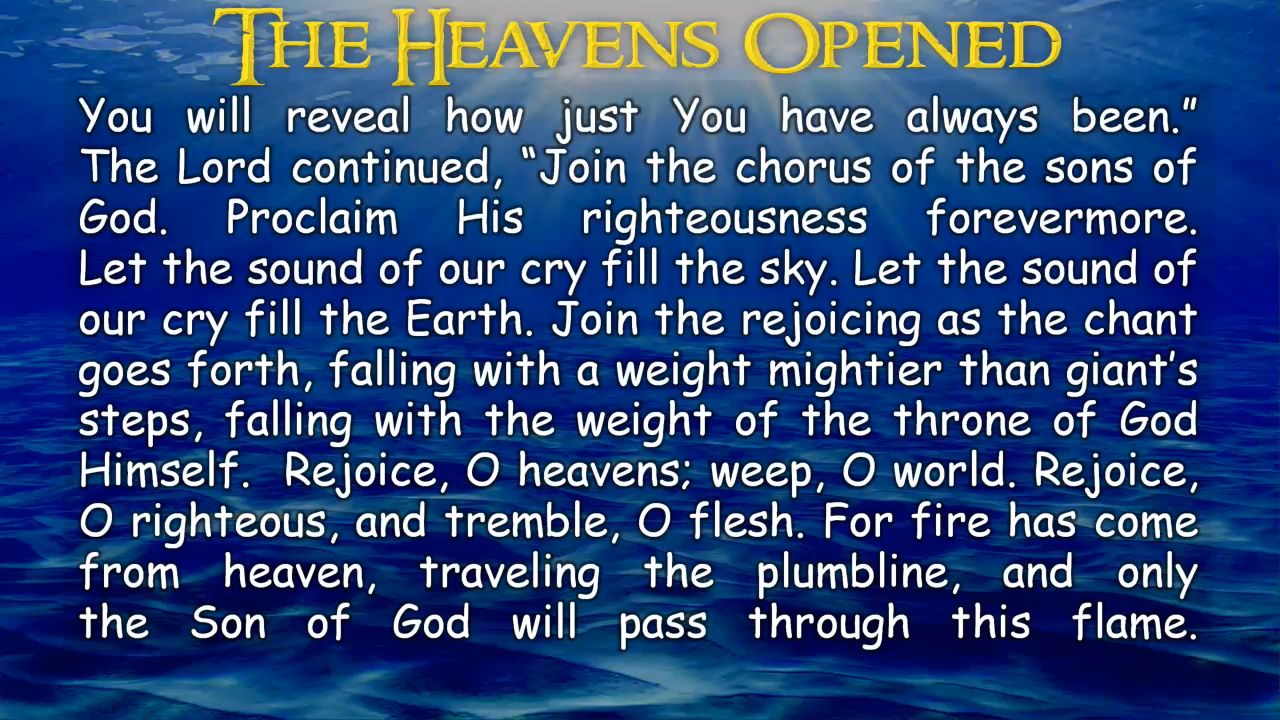 The Heavens Opened
You will reveal how just You have always been.”
The Lord continued, “Join the chorus of the sons of
God. Proclaim His righteousness forevermore.
Let the sound of our cry fill the sky. Let the sound of
our cry fill the Earth. Join the rejoicing as the chant
goes forth, falling with a weight mightier than giant’s
steps, falling with the weight of the throne of God
Himself. Rejoice, O heavens; weep, O world. Rejoice,
O righteous, and tremble, O flesh. For fire has come
from heaven, traveling the plumbline, and only
the Son of God will pass through this flame.